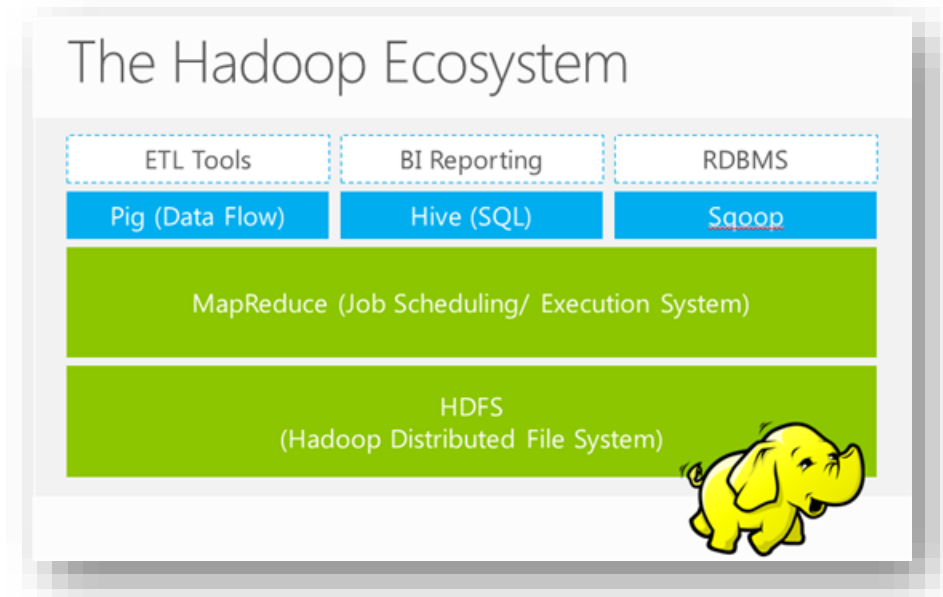 The Hadoop Ecosystem
ETL Tools
BI Reporting
RDBMS
Pig (Data Flow)
Hive (SQL)
Sqoop
MapReduce (Job Scheduling/ Execution System)
HDFS
(Hadoop Distributed File System)